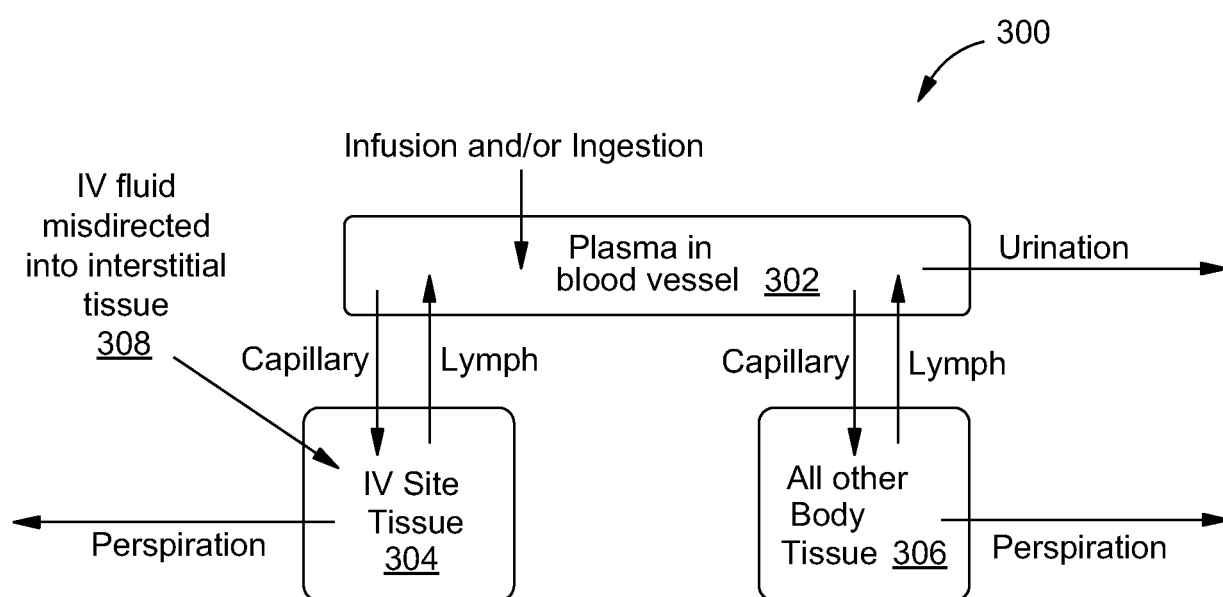 300
Infusion and/or Ingestion
IV fluid
misdirected
into interstitial
tissue
308
Plasma in
blood vessel 302
Urination
Capillary
Lymph
Capillary
Lymph
IV Site
Tissue
304
All other
Body
Tissue 306
Perspiration
Perspiration